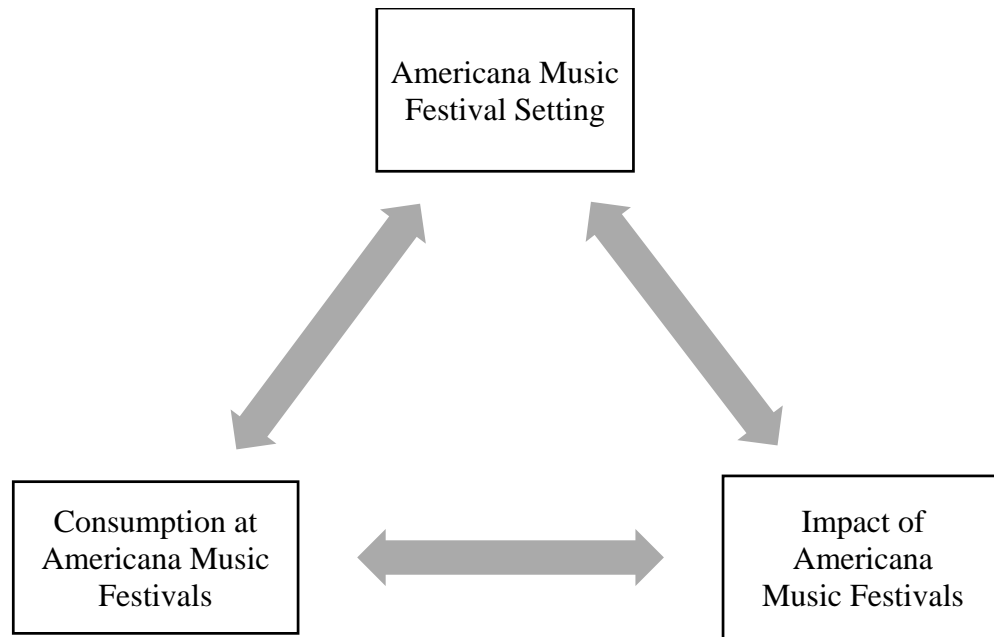 Americana Music
Festival Setting
Consumption at
Americana Music
Festivals
Impact of
Americana
Music Festivals